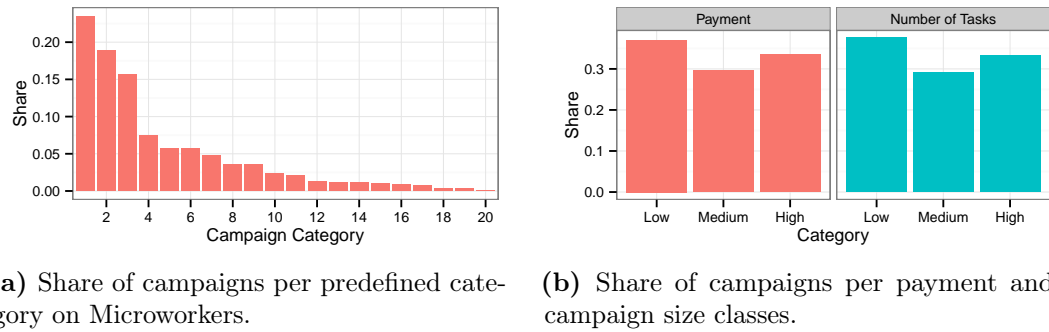 0.20
0.15
0.10
0.05
0.00
Share
2 4 6 8 10 12 14 16 18 20
Campaign Category
Payment Number of Tasks
0.3
0.2
0.1
0.0
Share
Low Medium High Low Medium High
Category
a) Share of campaigns per predefined cate-
gory on Microworkers.
(b) Share of campaigns per payment and
campaign size classes.